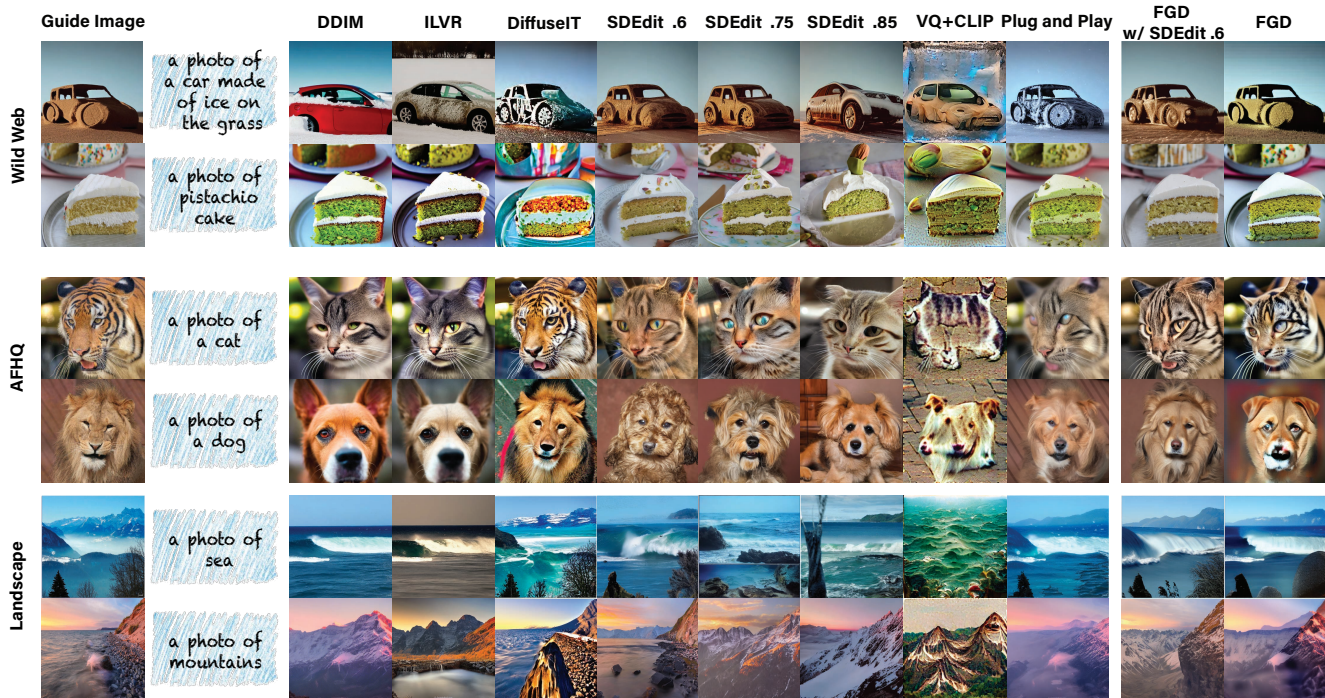 Guide Image
DDIM
ILVR
DiffuseIT
SDEdit .6
SDEdit .75
SDEdit .85
VQ+CLIP
Plug and Play
FGD
w/ SDEdit .6
FGD
Wild Web
a photo of
a car made
of ice on
the grass
a photo of
pistachio
cake
AFHQ
a photo of
a cat
a photo of
a dog
Landscape
a photo of
sea
a photo of
mountains